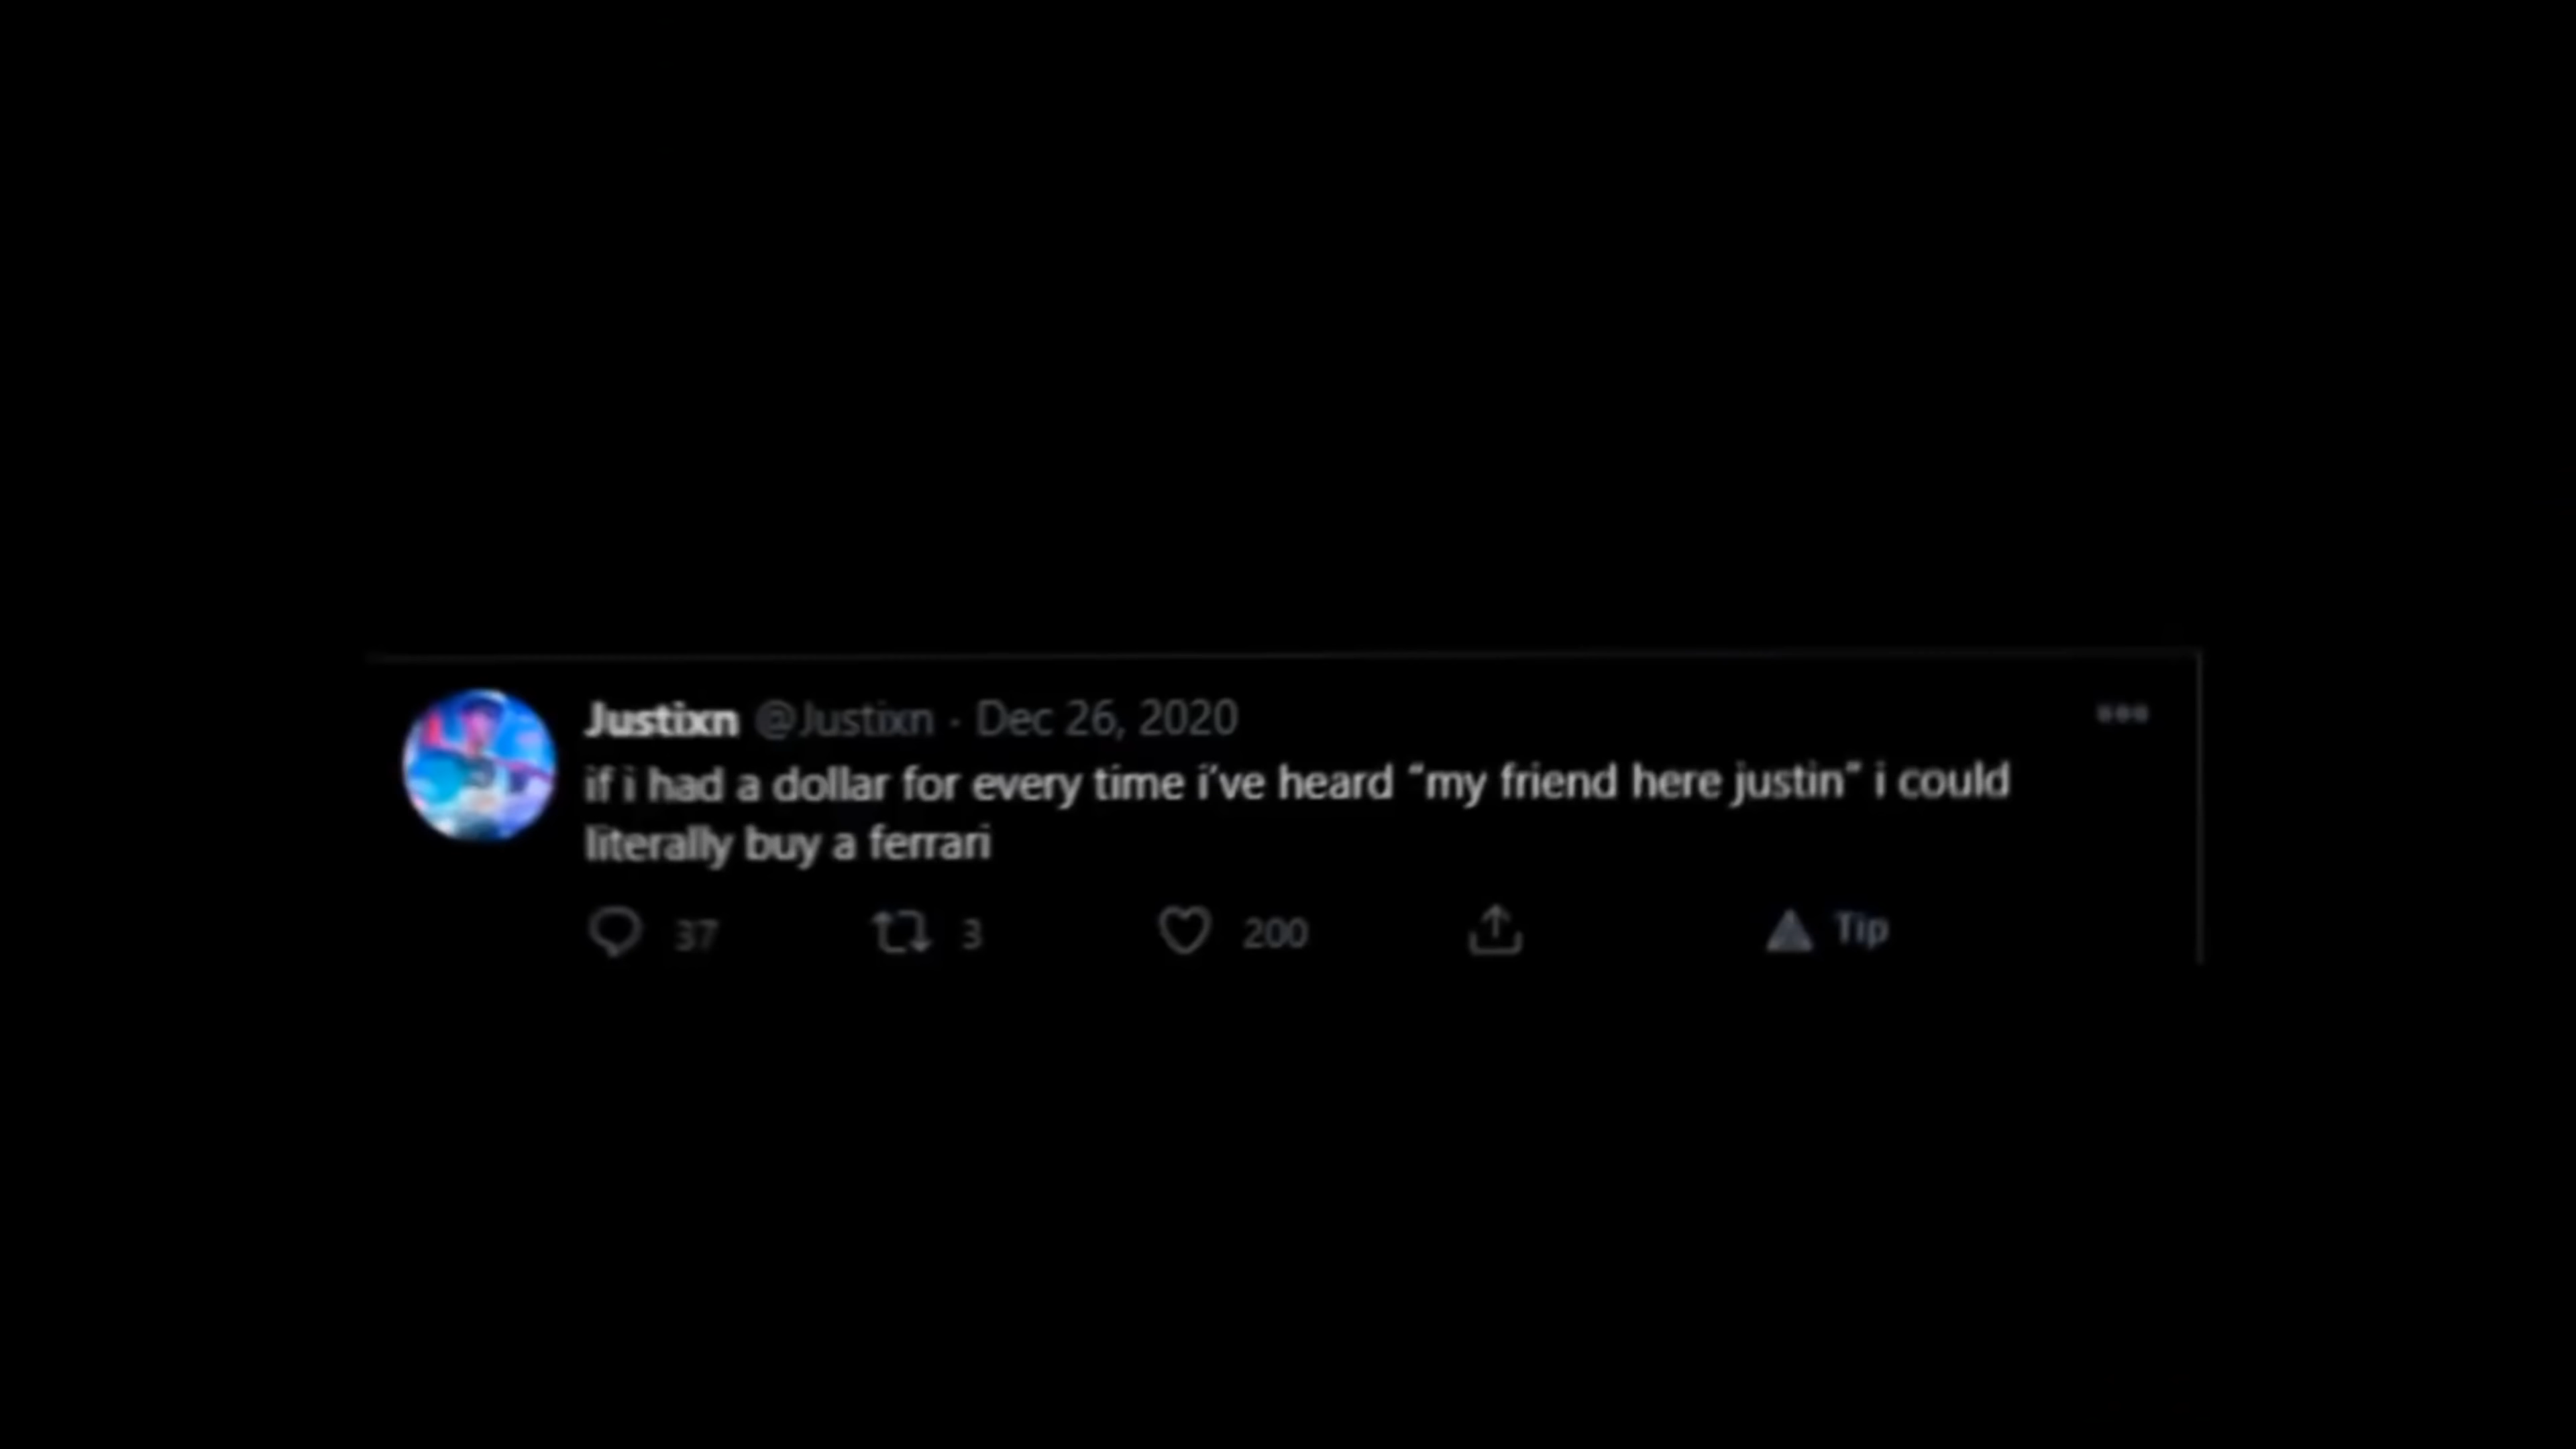 Justixn @Justixn · Dec 26, 2020
if i had a dollar for every time i've heard “my friend here justin” i could
literally buy a ferrari
37 3 200 Tip